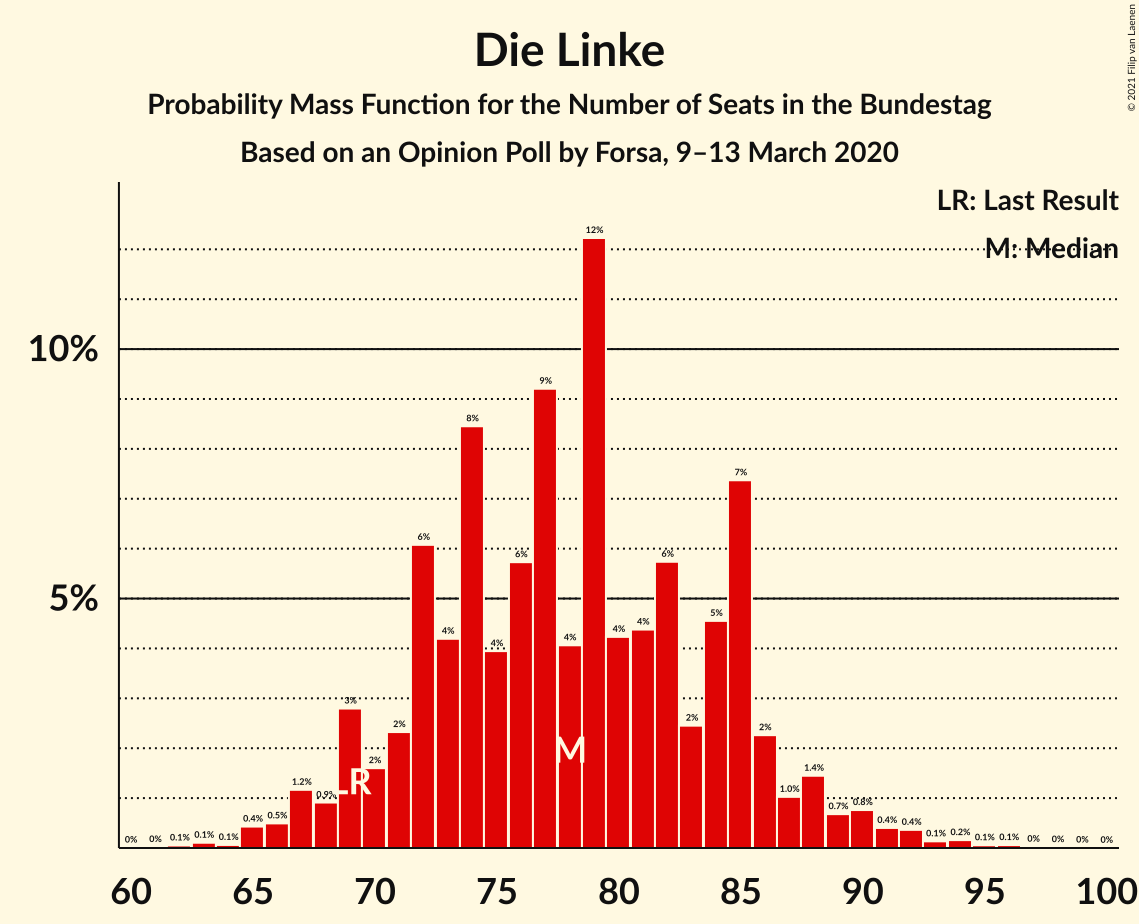 © 2021 Filip van Laenen
Die Linke
Probability Mass Function for the Number of Seats in the Bundestag
Based on an Opinion Poll by Forsa, 9–13 March 2020
LR: Last Result
M: Median
10%
5%
0% 0% 0.1% 0.1% 0.1% 0.4% 0.5% 1.2% 0.9% 3% 2% 2% 6% 4% 8% 4% 6% 9% 4% 12% 4% 4% 6% 2% 5% 7% 2% 1.0% 1.4% 0.7% 0.8% 0.4% 0.4% 0.1% 0.2% 0.1% 0.1% 0% 0% 0% 0%
LR
M
60 65 70 75 80 85 90 95 100